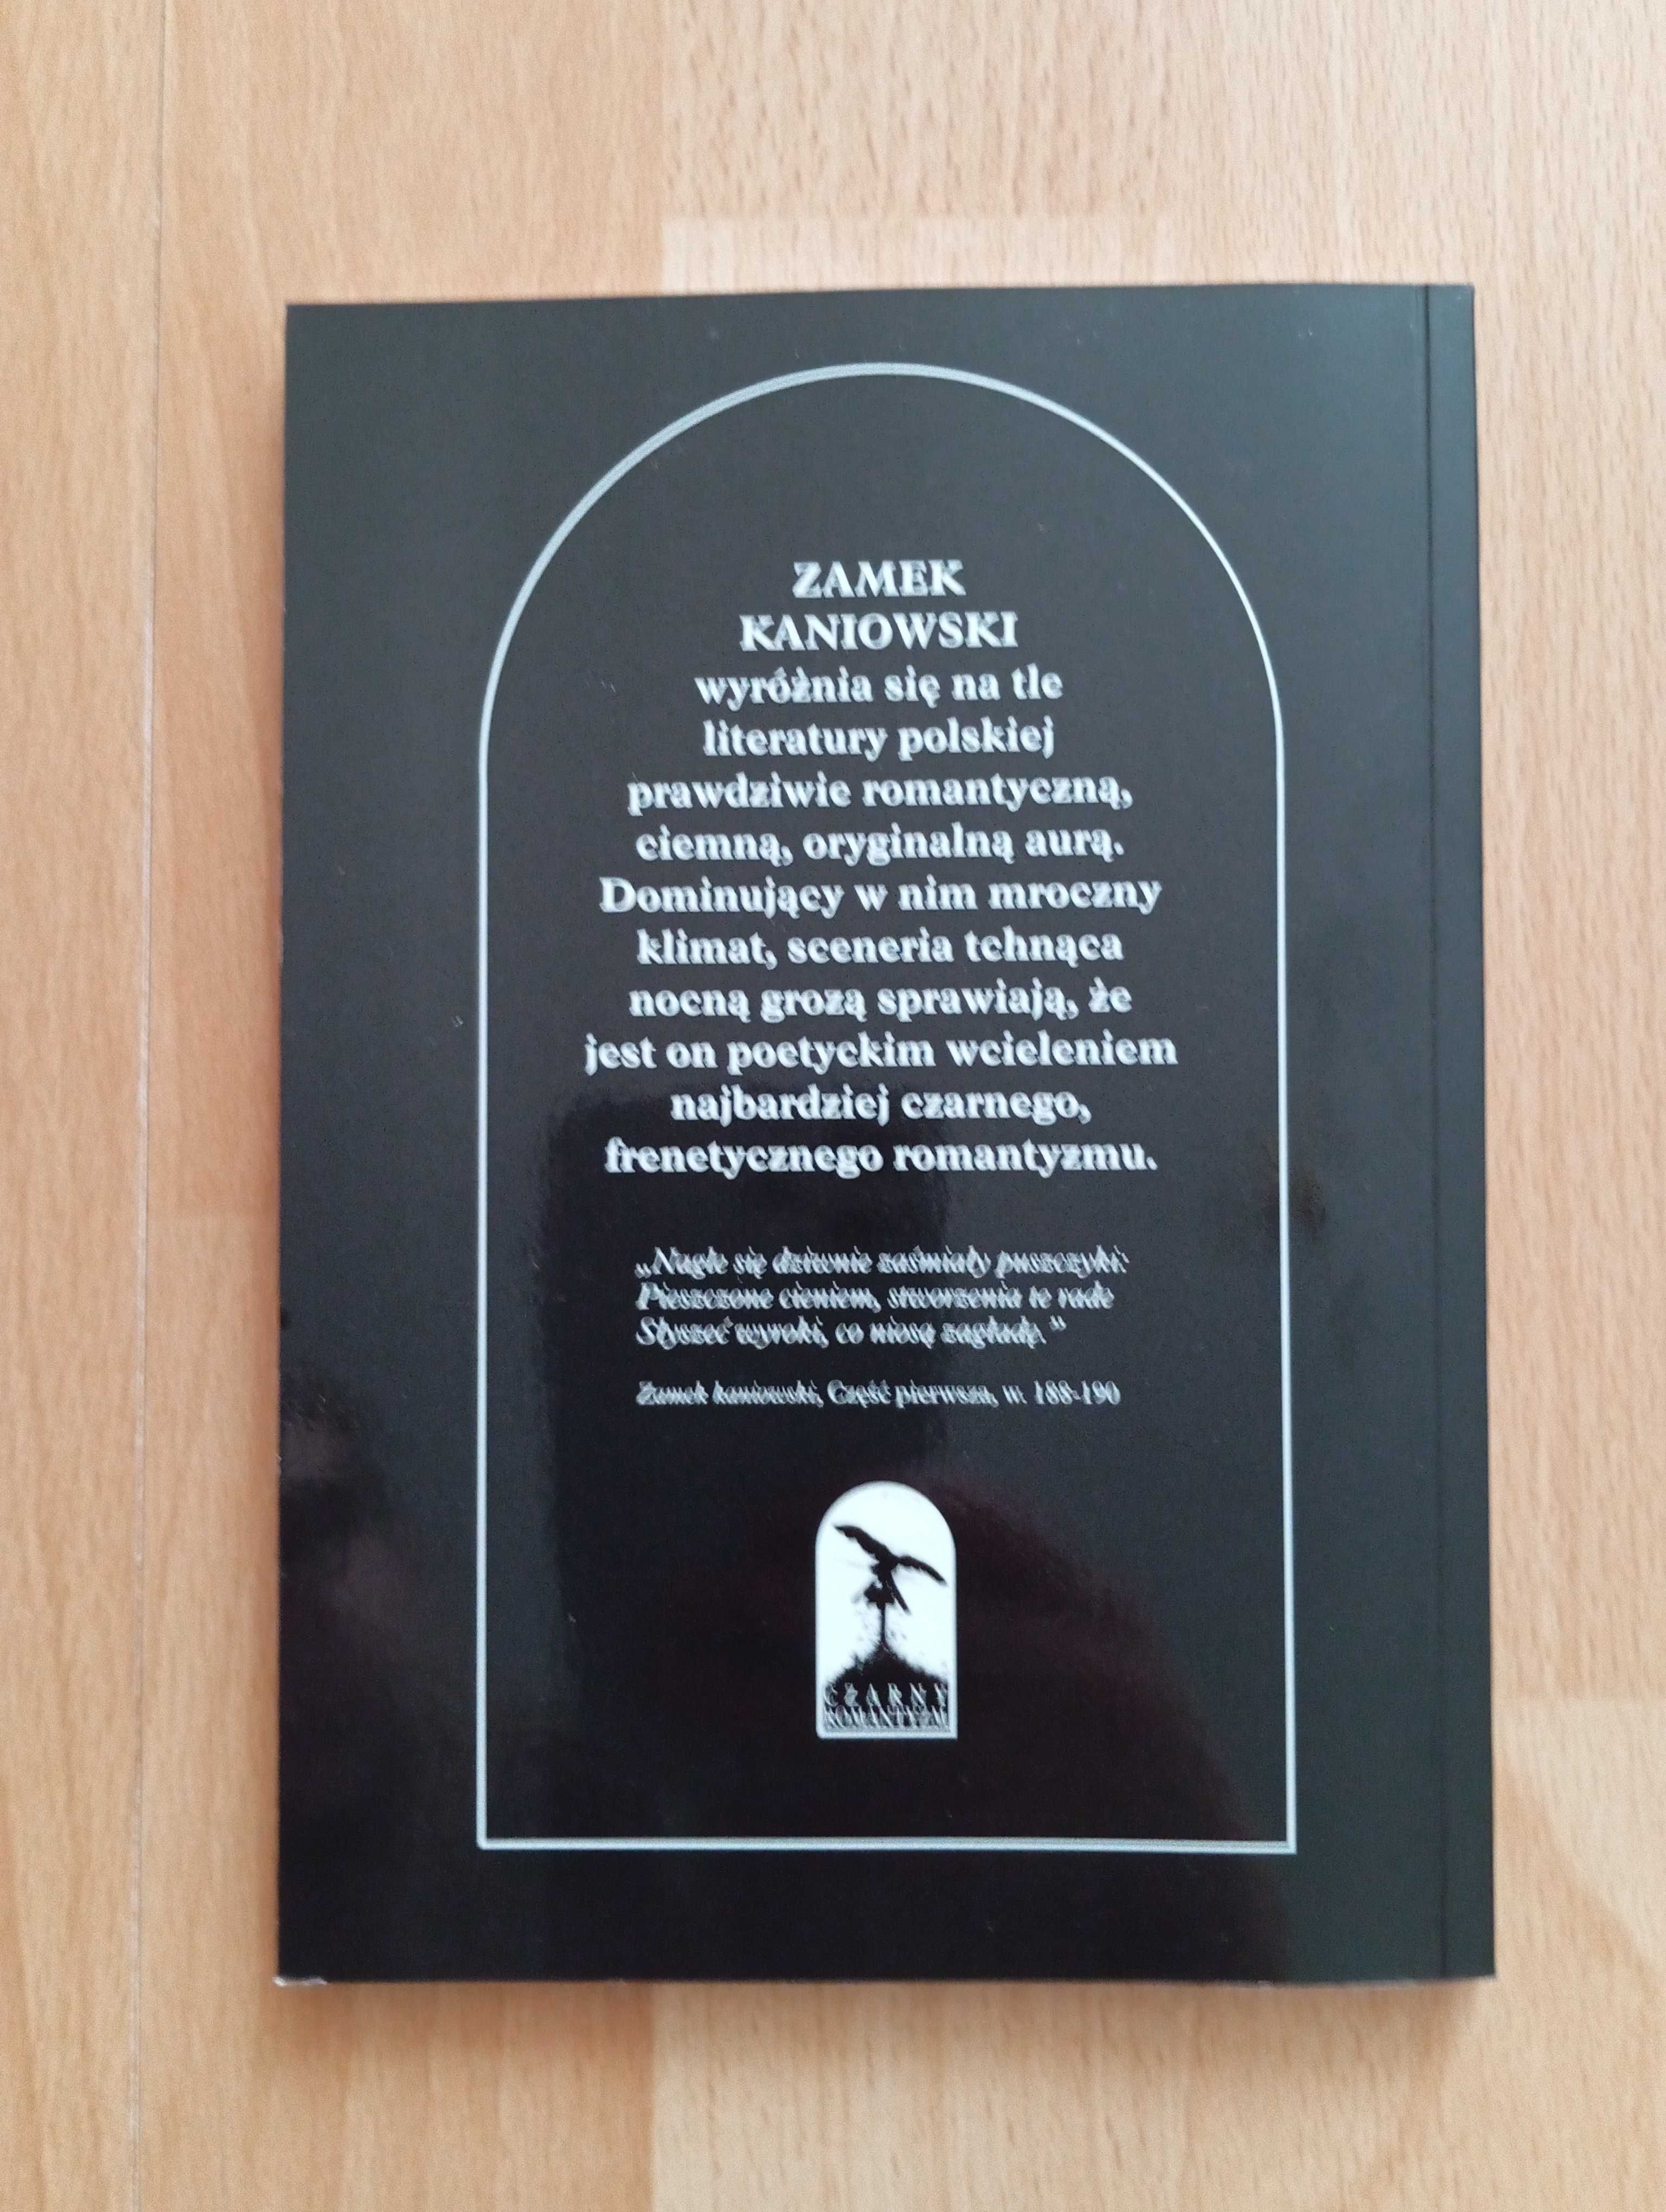 ZAMEK
KANIOWSKI
wyróżnia się na tle
literatury polskiej
prawdziwie romantyczną,
ciemną, oryginalną aurą.
Dominujący w nim mroczny
klimat, sceneria tchnąca
nocną grozą sprawiają, że
jest on poetyckim wcieleniem
najbardziej czarnego,
frenetycznego romantyzmu.
„Nagle się dziwnie zaśmiały puszczyki:
Pieszczone cieniem, stworzenia te rade
Słyszeć wyroki, co niosą zagładę.”
Zamek kaniowski, Część pierwsza, w. 188-190
CZARNY
ROMANTYZM